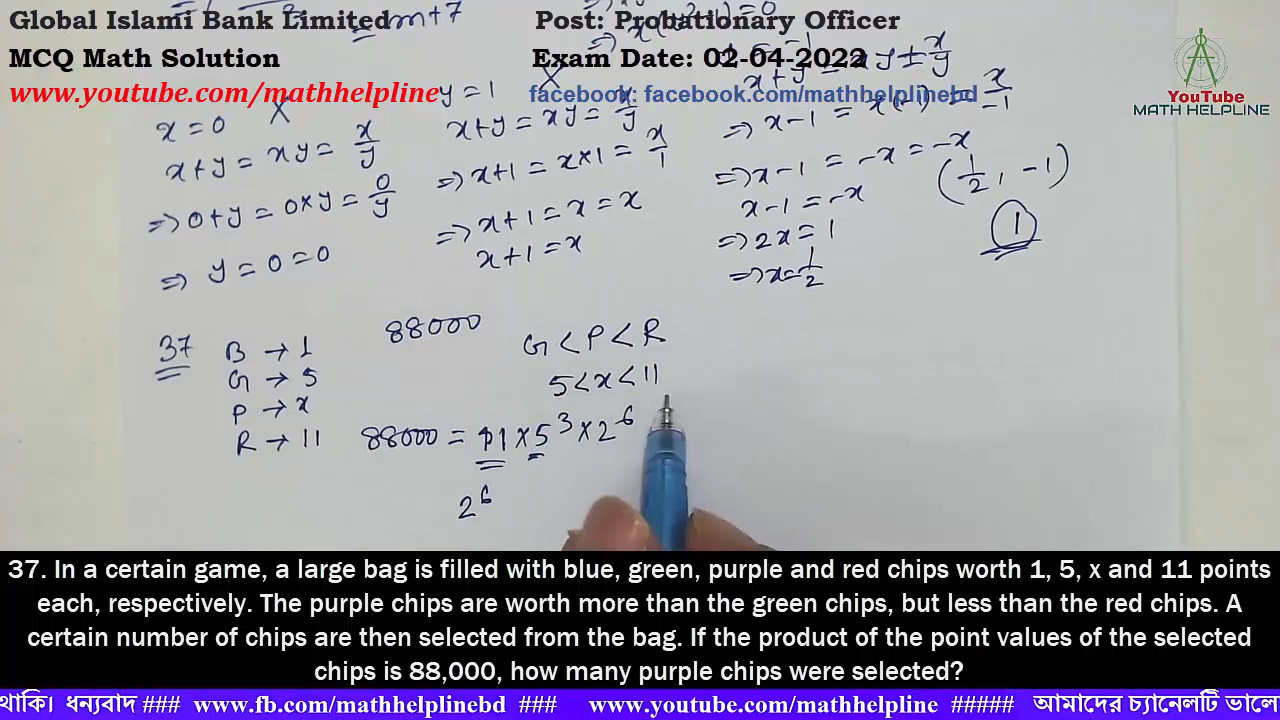 Global Islami Bank Limited
Post: Probationary Officer
MCQ Math Solution
Exam Date: 02-04-2022
www.youtube.com/mathhelpline
facebook: facebook.com/mathhelplinebd
YouTube
MATH HELPLINE
m+7
x=0 X
x+y = xy = x/y
=> 0+y = 0×y = 0/y
=> y = 0 = 0
y = 1 X
x+y = xy = x/y
=> x+1 = x×1 = x/1
=> x+1 = x = x
x+1 = x
x+y = xy = x/y
=> x-1 = x(-1) = x/-1
=> x-1 = -x = -x
x-1 = -x
=> 2x = 1
=> x = 1/2
(1/2, -1)
1
37
B → 1
G → 5
P → x
R → 11
88000
G < P < R
5 < x < 11
88000 = 11 × 5³ × 2⁶
2⁶
37. In a certain game, a large bag is filled with blue, green, purple and red chips worth 1, 5, x and 11 points
each, respectively. The purple chips are worth more than the green chips, but less than the red chips. A
certain number of chips are then selected from the bag. If the product of the point values of the selected
chips is 88,000, how many purple chips were selected?
থাকি। ধন্যবাদ ### www.fb.com/mathhelplinebd ### www.youtube.com/mathhelpline ##### আমাদের চ্যানেলটি ভালে